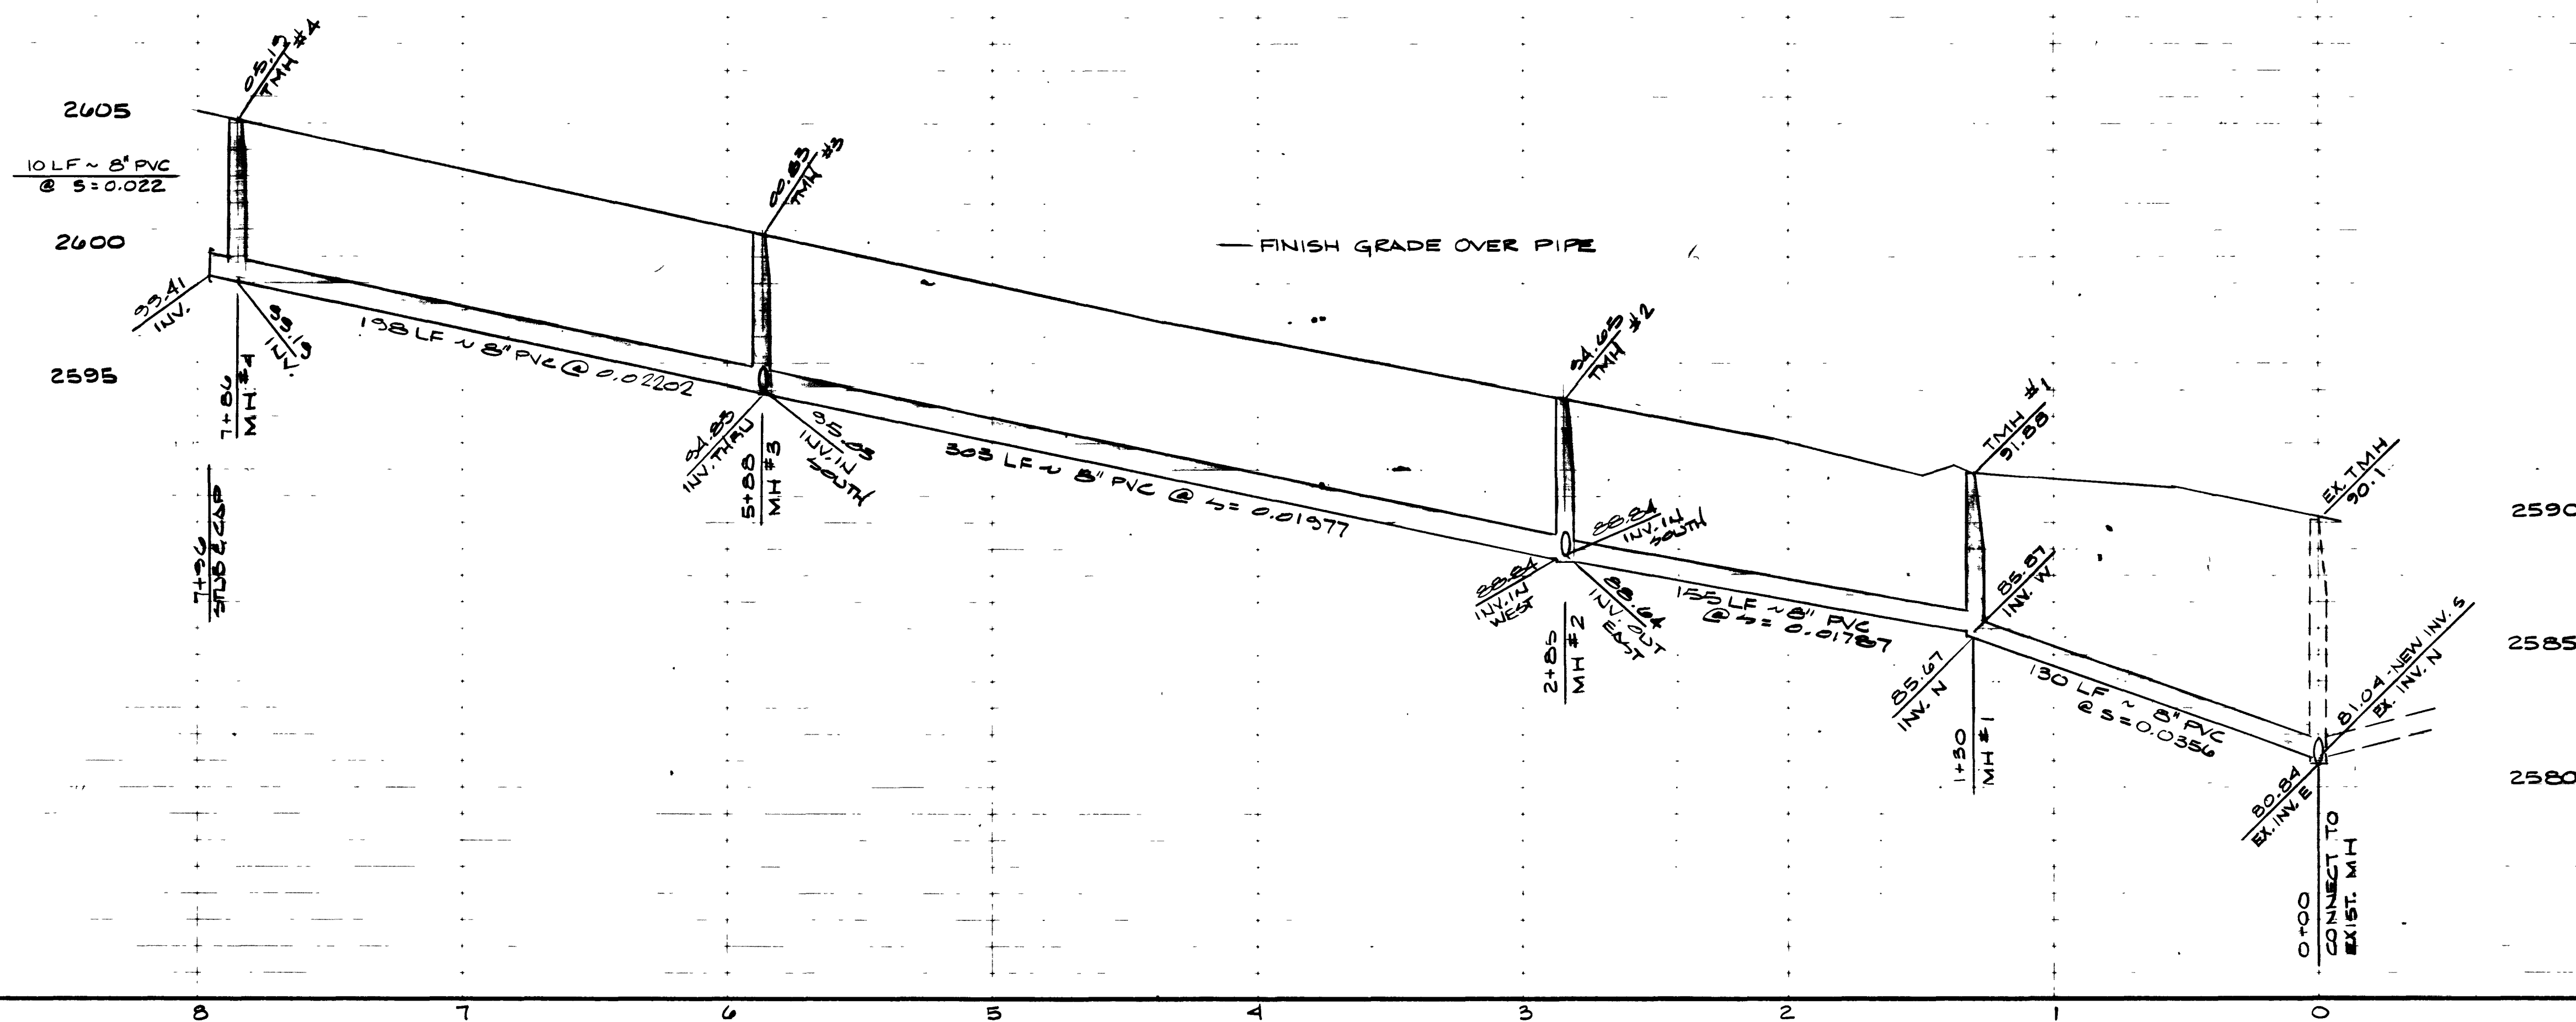 05.19
TMH #4
2605
10 LF ~ 8" PVC
@ S=0.022
2600
99.41
INV.
99.19
INV.
7+86
MH #4
7+96
STUB & CAP
198 LF ~ 8" PVC @ 0.02202
2595
00.83
TMH #3
94.83
INV. THRU
95.03
INV. IN
SOUTH
5+88
MH #3
FINISH GRADE OVER PIPE
303 LF ~ 8" PVC @ S= 0.01977
94.65
TMH #2
88.84
INV. IN
SOUTH
88.84
INV. IN
WEST
88.64
INV. OUT
EAST
2+85
MH #2
155 LF ~ 8" PVC
@ S= 0.01787
TMH #1
91.88
85.87
INV. W
85.67
INV. N
1+30
MH #1
130 LF ~ 8" PVC
@ S=0.0356
EX. TMH
90.1
81.04 - NEW INV. S
EX. INV. N
80.84
EX. INV. E
0+00
CONNECT TO
EXIST. MH
2590
2585
2580
8 7 6 5 4 3 2 1 0